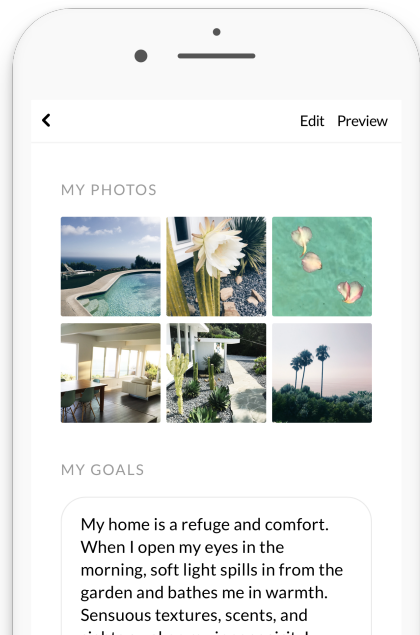 Edit Preview
MY PHOTOS
MY GOALS
My home is a refuge and comfort.
When I open my eyes in the
morning, soft light spills in from the
garden and bathes me in warmth.
Sensuous textures, scents, and